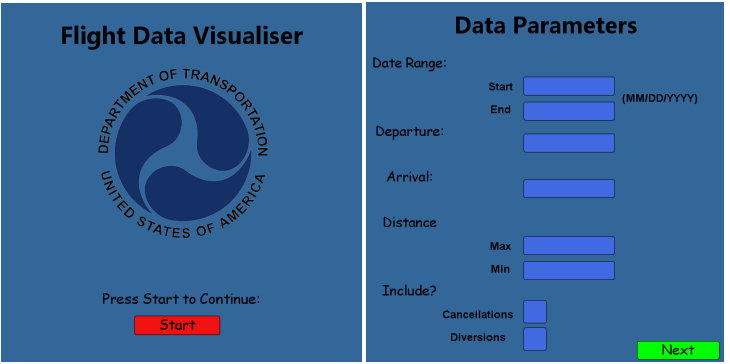 Flight Data Visualiser
DEPARTMENT OF TRANSPORTATION
UNITED STATES OF AMERICA
Press Start to Continue:
Start
Data Parameters
Date Range:
Start
(MM/DD/YYYY)
End
Departure:
Arrival:
Distance
Max
Min
Include?
Cancellations
Diversions
Next